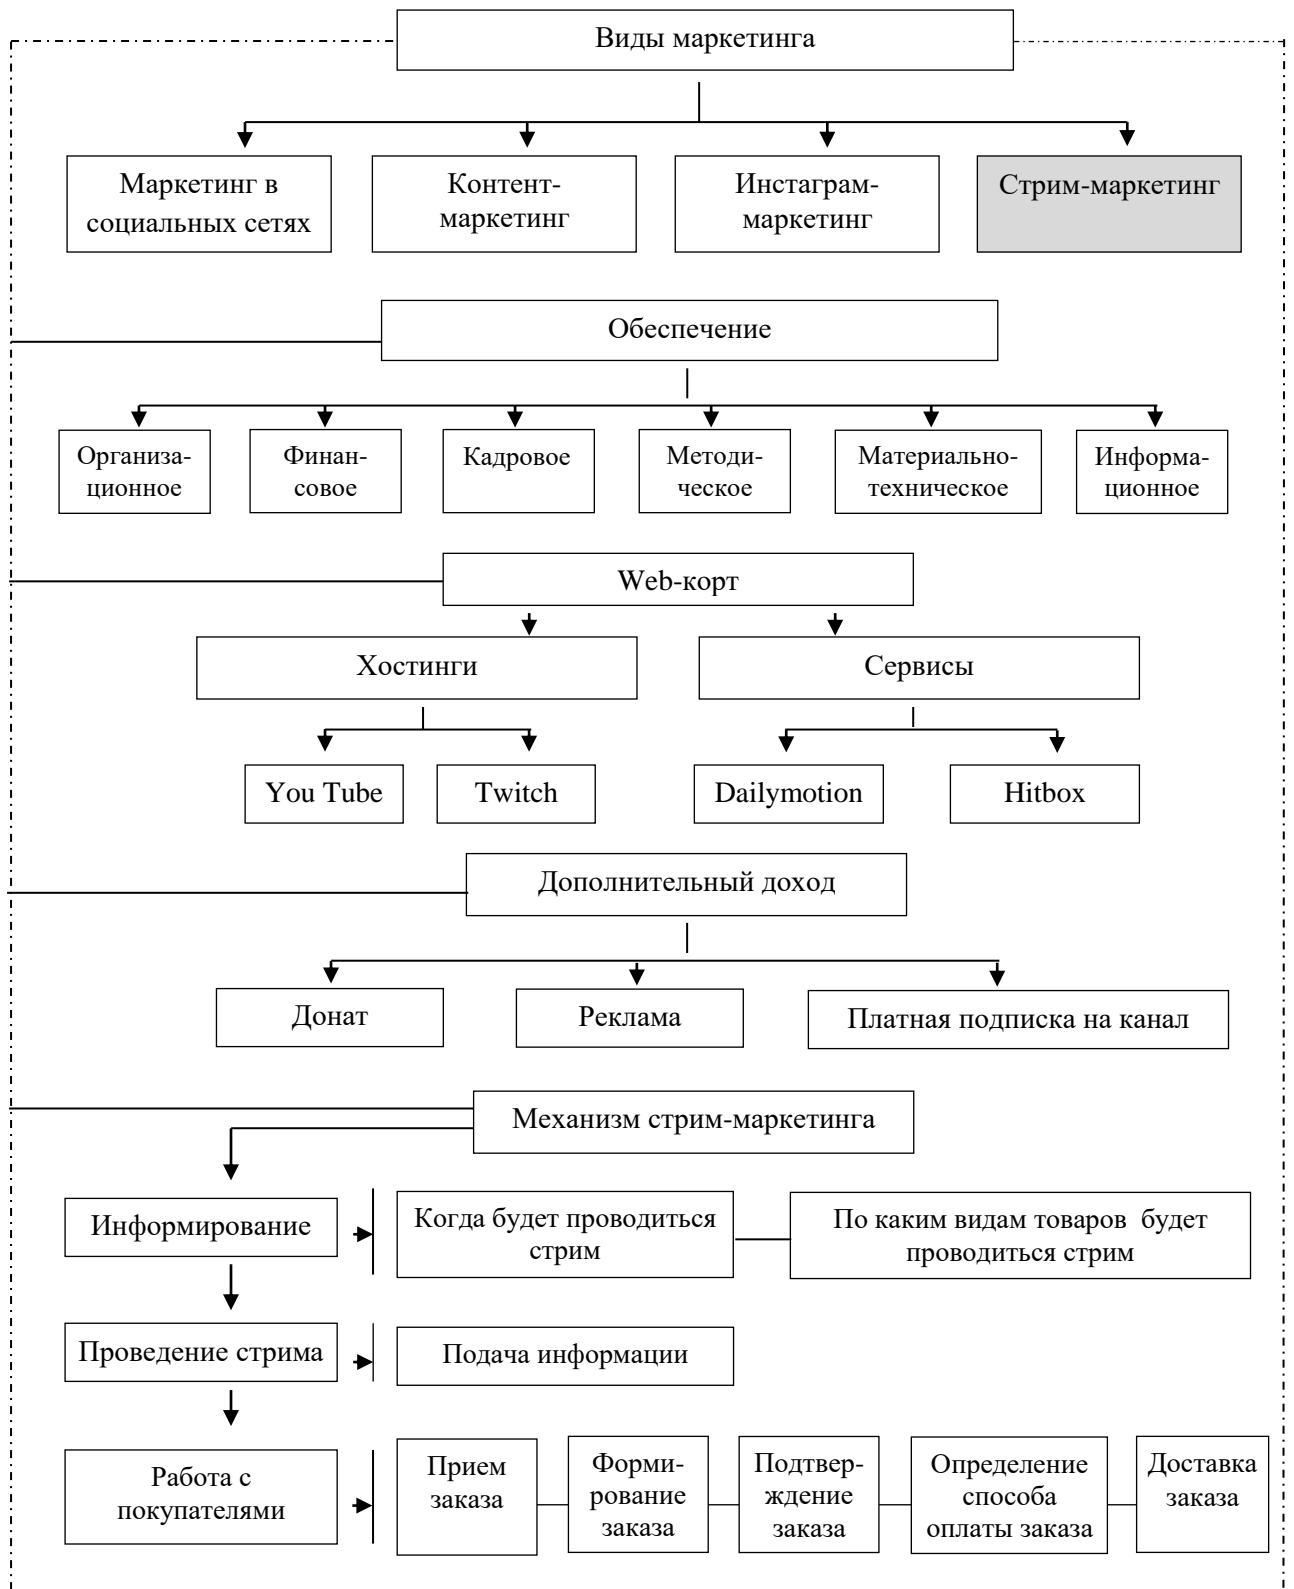 Виды маркетинга
Маркетинг в
социальных сетях
Контент-
маркетинг
Инстаграм-
маркетинг
Стрим-маркетинг
Обеспечение
Организа-
ционное
Финан-
совое
Кадровое
Методи-
ческое
Материально-
техническое
Информа-
ционное
Web-корт
Хостинги
Сервисы
You Tube
Twitch
Dailymotion
Hitbox
Дополнительный доход
Донат
Реклама
Платная подписка на канал
Механизм стрим-маркетинга
Информирование
Когда будет проводиться
стрим
По каким видам товаров  будет
проводиться стрим
Проведение стрима
Подача информации
Работа с
покупателями
Прием
заказа
Форми-
рование
заказа
Подтвер-
ждение
заказа
Определение
способа
оплаты заказа
Доставка
заказа